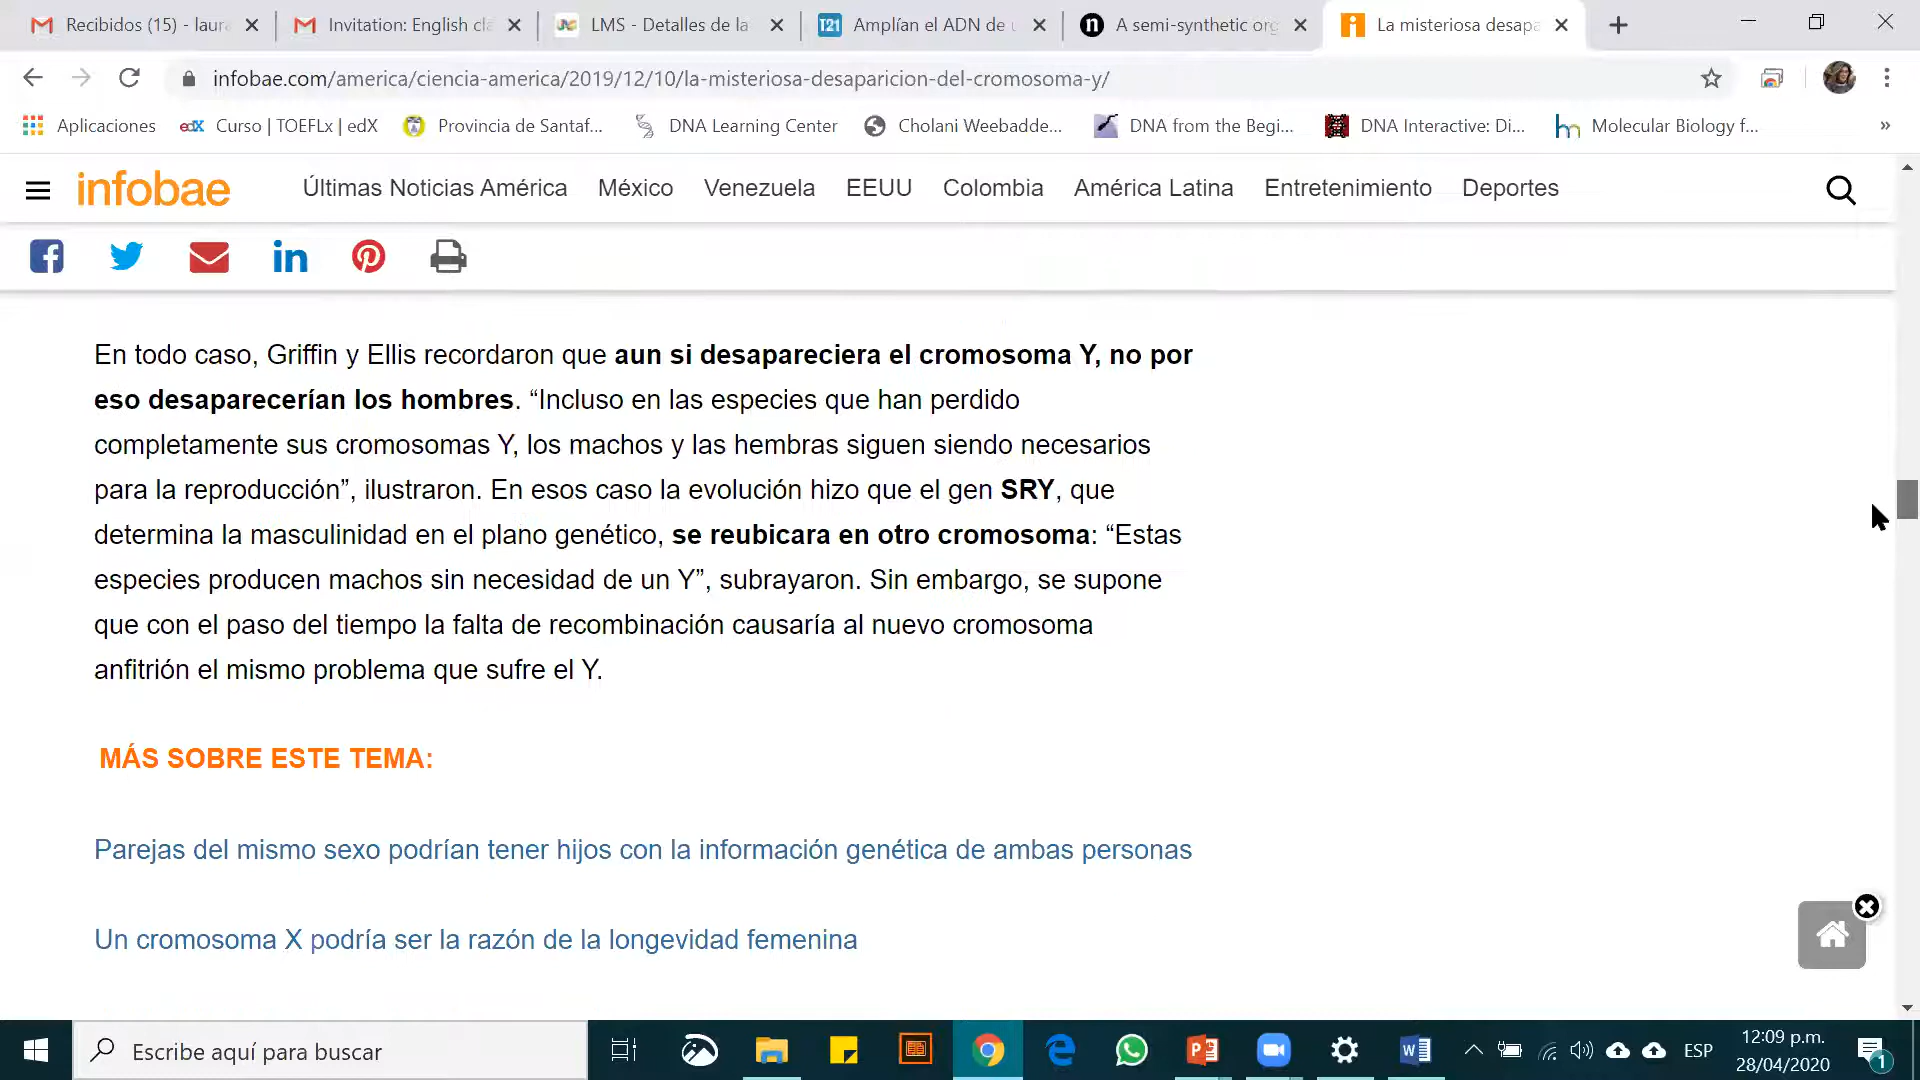 Recibidos (15) - laura
Invitation: English cla
LMS - Detalles de la
T21 Amplían el ADN de u
n A semi-synthetic org
La misteriosa desapa
infobae.com/america/ciencia-america/2019/12/10/la-misteriosa-desaparicion-del-cromosoma-y/
Aplicaciones
edX Curso | TOEFLx | edX
Provincia de Santaf...
DNA Learning Center
Cholani Weebadde...
DNA from the Begi...
DNA Interactive: Di...
Molecular Biology f...
»
infobae
Últimas Noticias América México Venezuela EEUU Colombia América Latina Entretenimiento Deportes
En todo caso, Griffin y Ellis recordaron que aun si desapareciera el cromosoma Y, no por
eso desaparecerían los hombres. “Incluso en las especies que han perdido
completamente sus cromosomas Y, los machos y las hembras siguen siendo necesarios
para la reproducción”, ilustraron. En esos caso la evolución hizo que el gen SRY, que
determina la masculinidad en el plano genético, se reubicara en otro cromosoma: “Estas
especies producen machos sin necesidad de un Y”, subrayaron. Sin embargo, se supone
que con el paso del tiempo la falta de recombinación causaría al nuevo cromosoma
anfitrión el mismo problema que sufre el Y.
MÁS SOBRE ESTE TEMA:
Parejas del mismo sexo podrían tener hijos con la información genética de ambas personas
Un cromosoma X podría ser la razón de la longevidad femenina
Escribe aquí para buscar
ESP
12:09 p.m.
28/04/2020
1